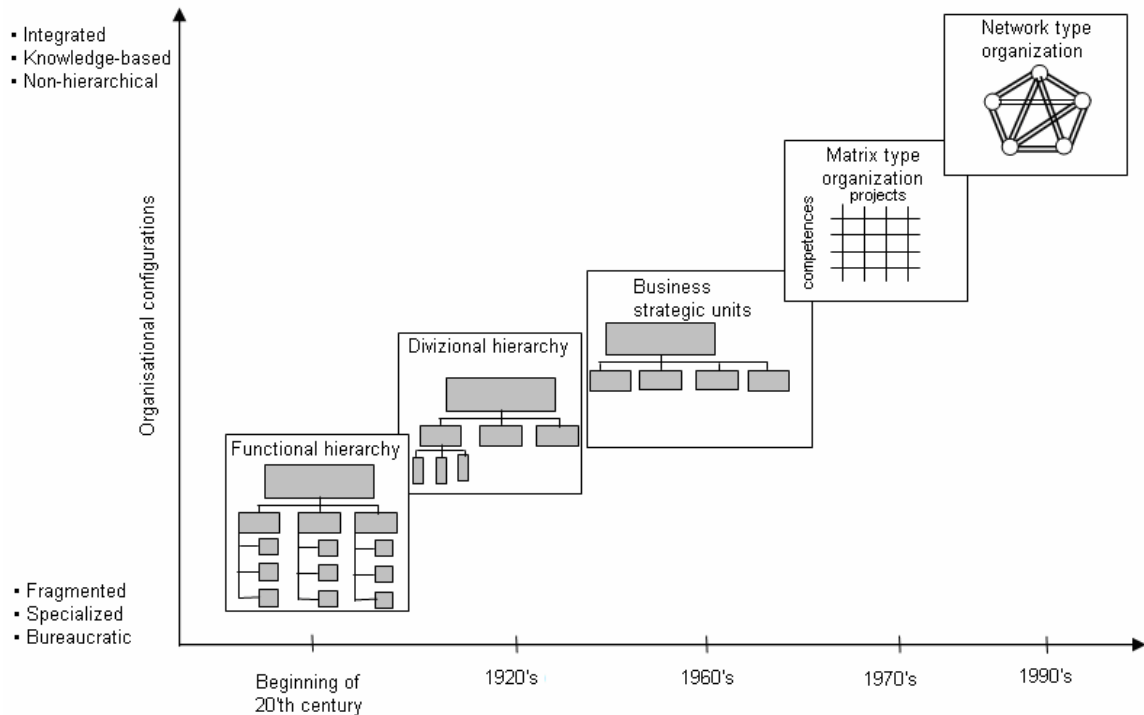 ▪ Integrated
▪ Knowledge-based
▪ Non-hierarchical
Network type
organization
Matrix type
organization
projects
competences
Organisational configurations
Business
strategic units
Divizional hierarchy
Functional hierarchy
▪ Fragmented
▪ Specialized
▪ Bureaucratic
Beginning of
20'th century
1920's
1960's
1970's
1990's